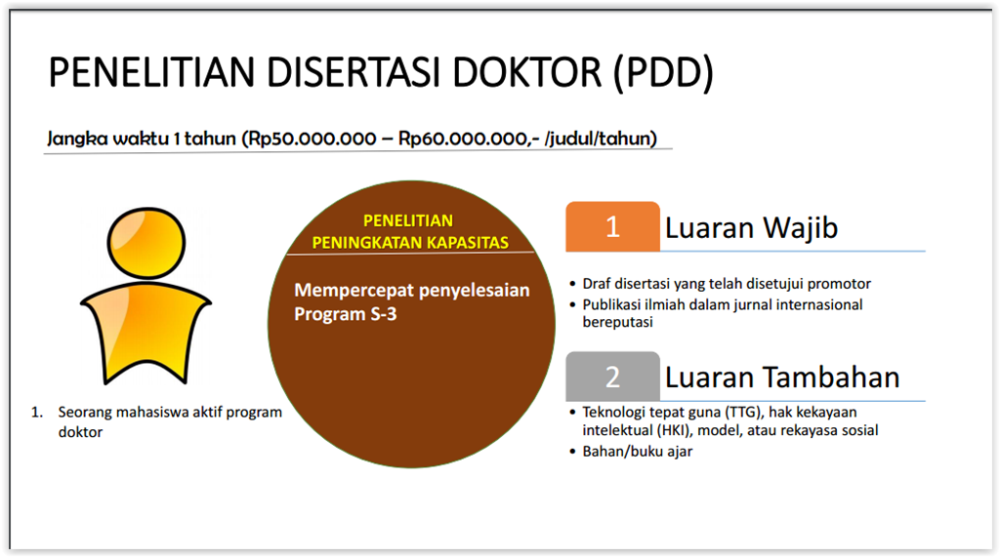 PENELITIAN DISERTASI DOKTOR (PDD)
Jangka waktu 1 tahun (Rp50.000.000 – Rp60.000.000,- /judul/tahun)
1. Seorang mahasiswa aktif program
doktor
PENELITIAN
PENINGKATAN KAPASITAS
Mempercepat penyelesaian
Program S-3
1 Luaran Wajib
• Draf disertasi yang telah disetujui promotor
• Publikasi ilmiah dalam jurnal internasional
bereputasi
2 Luaran Tambahan
• Teknologi tepat guna (TTG), hak kekayaan
intelektual (HKI), model, atau rekayasa sosial
• Bahan/buku ajar